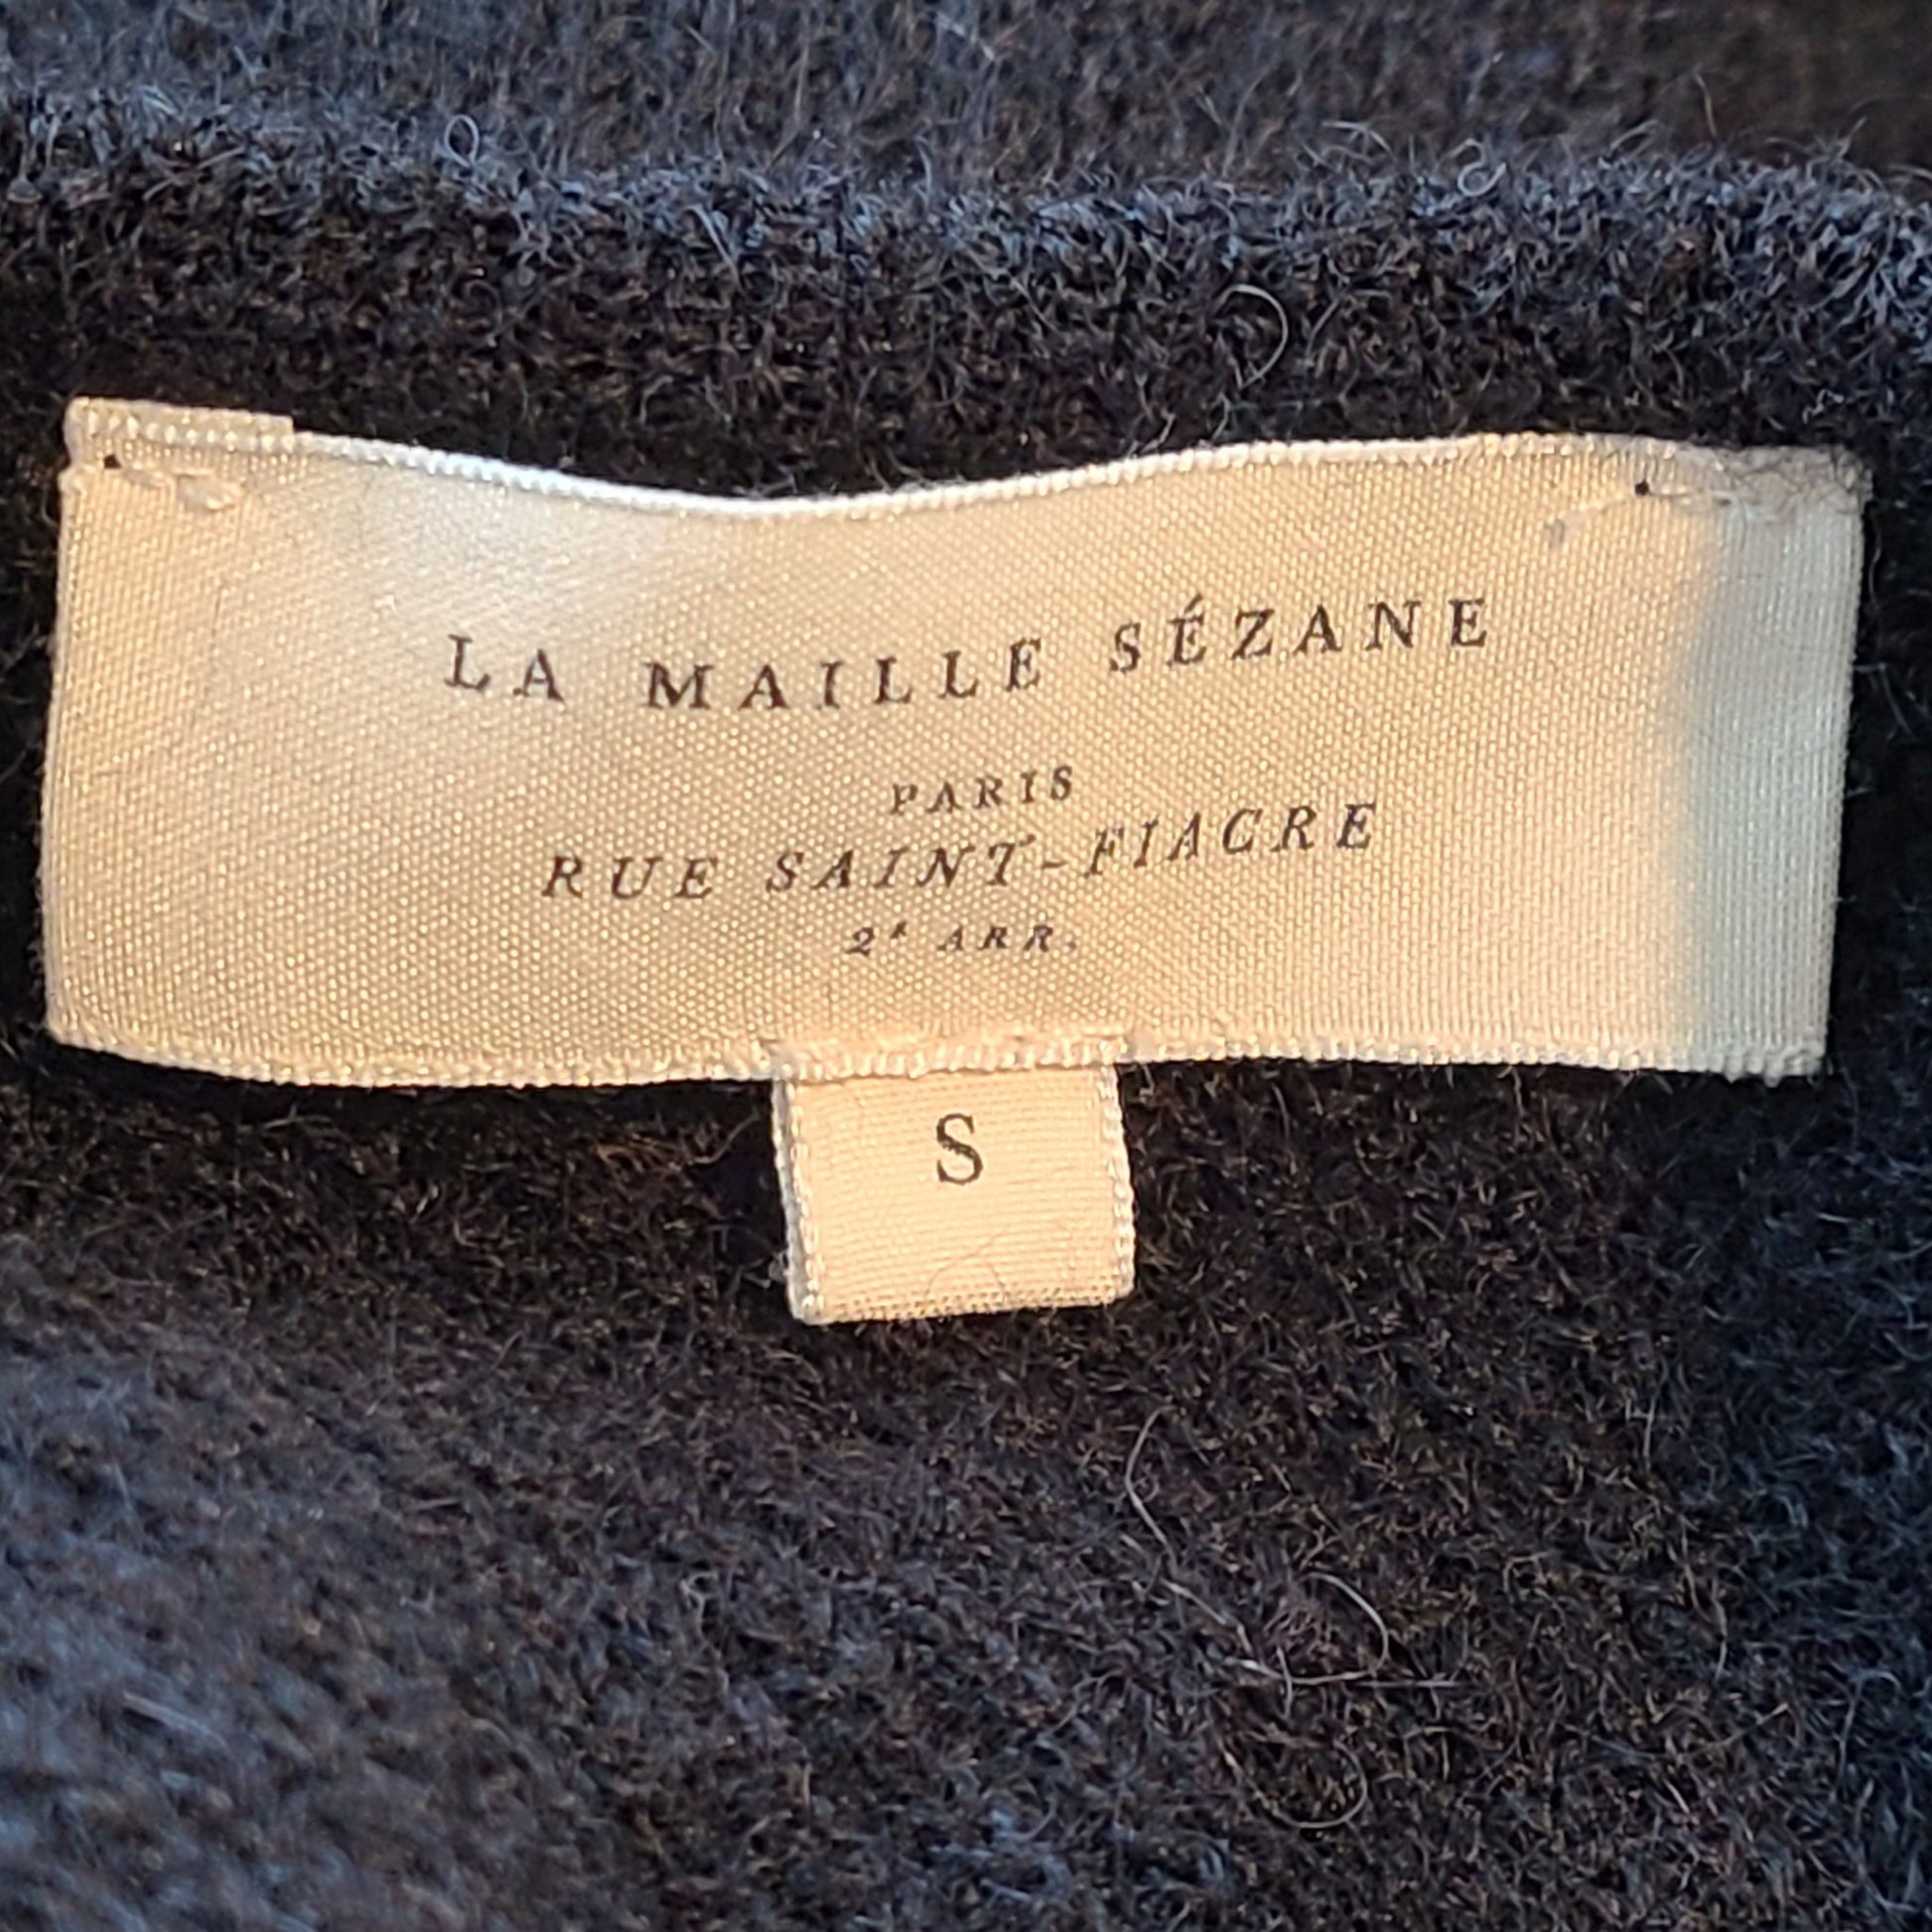 LA MAILLE SÉZANE
PARIS
RUE SAINT-FIACRE
2ᴱ ARR.
S